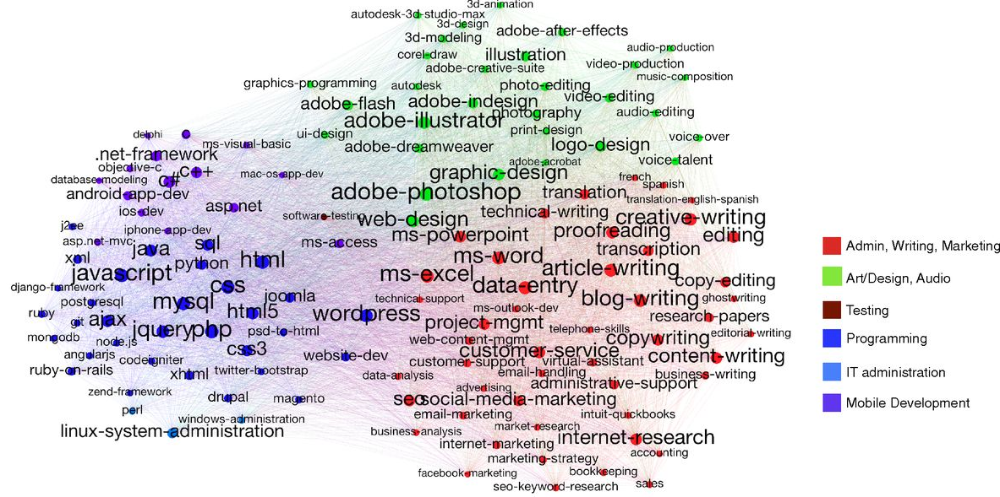 3d-animation
autodesk-3d-studio-max
3d-design
adobe-after-effects
3d-modeling
audio-production
corel-draw
illustration
adobe-creative-suite
video-production
music-composition
graphics-programming
autodesk
photo-editing
video-editing
adobe-flash
adobe-indesign
photography
audio-editing
adobe-illustrator
print-design
ui-design
delphi
voice-over
ms-visual-basic
adobe-dreamweaver
logo-design
.net-framework
adobe-acrobat
voice-talent
objective-c
c++
mac-os-app-dev
graphic-design
french
database-modeling
c#
spanish
android-app-dev
adobe-photoshop
translation
translation-english-spanish
asp.net
ios-dev
software-testing
web-design
technical-writing
creative-writing
j2ee
iphone-app-dev
ms-powerpoint
proofreading
editing
asp.net-mvc
sql
ms-access
java
transcription
xml
python
html
ms-word
javascript
ms-excel
article-writing
django-framework
css
data-entry
copy-editing
postgresql
mysql
joomla
technical-support
blog-writing
ghostwriting
ruby
html5
wordpress
ms-outlook-dev
git
ajax
project-mgmt
research-papers
jquery
php
psd-to-html
telephone-skills
editorial-writing
mongodb
node.js
web-content-mgmt
copywriting
css3
customer-service
angularjs
codeigniter
website-dev
content-writing
customer-support
virtual-assistant
ruby-on-rails
xhtml
twitter-bootstrap
data-analysis
email-handling
business-writing
administrative-support
zend-framework
advertising
drupal
magento
seo
social-media-marketing
perl
windows-administration
email-marketing
intuit-quickbooks
linux-system-administration
business-analysis
market-research
internet-marketing
internet-research
accounting
marketing-strategy
facebook-marketing
bookkeeping
seo-keyword-research
sales
Admin, Writing, Marketing
Art/Design, Audio
Testing
Programming
IT administration
Mobile Development